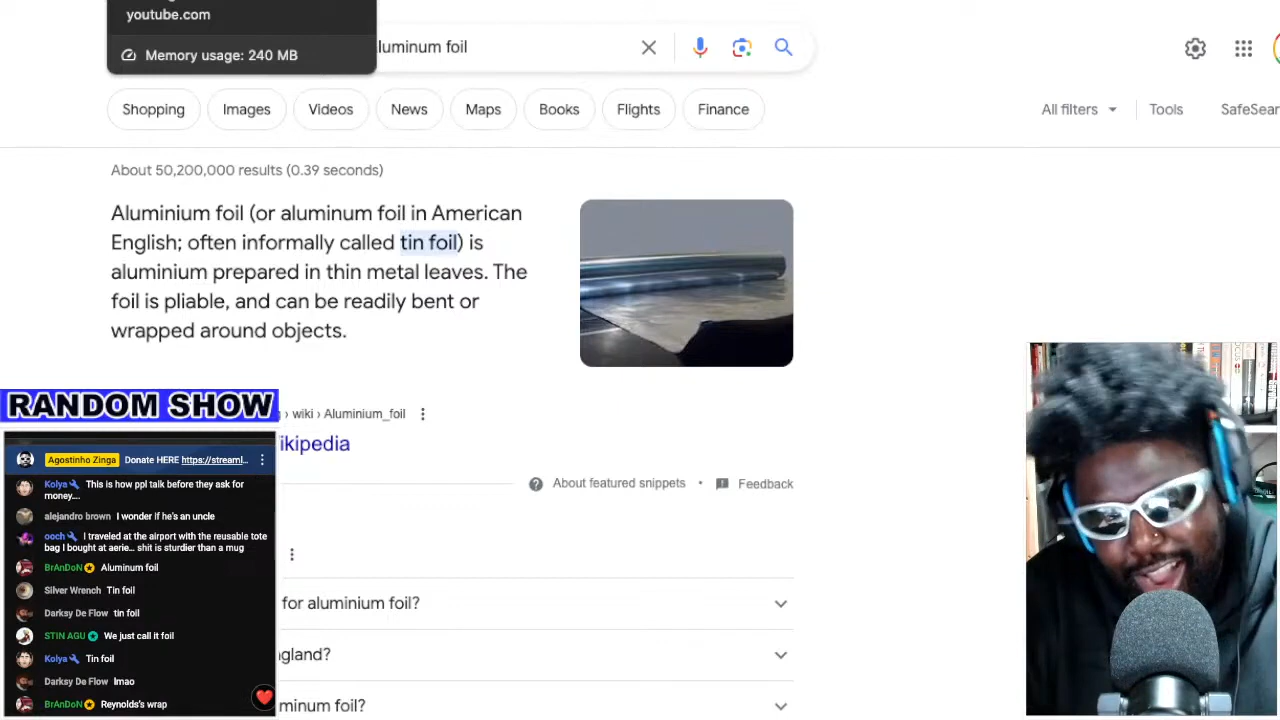 youtube.com
Memory usage: 240 MB
luminum foil
Shopping
Images
Videos
News
Maps
Books
Flights
Finance
All filters
Tools
SafeSear
About 50,200,000 results (0.39 seconds)
Aluminium foil (or aluminum foil in American
English; often informally called tin foil) is
aluminium prepared in thin metal leaves. The
foil is pliable, and can be readily bent or
wrapped around objects.
› wiki › Aluminium_foil
ikipedia
About featured snippets • Feedback
for aluminium foil?
gland?
minum foil?
RANDOM SHOW
Agostinho Zinga Donate HERE https://streaml...
Kolya This is how ppl talk before they ask for
money....
alejandro brown I wonder if he's an uncle
ooch I traveled at the airport with the reusable tote
bag I bought at aerie... shit is sturdier than a mug
BrAnDoN Aluminum foil
Silver Wrench Tin foil
Darksy De Flow tin foil
STIN AGU We just call it foil
Kolya Tin foil
Darksy De Flow lmao
BrAnDoN Reynolds's wrap